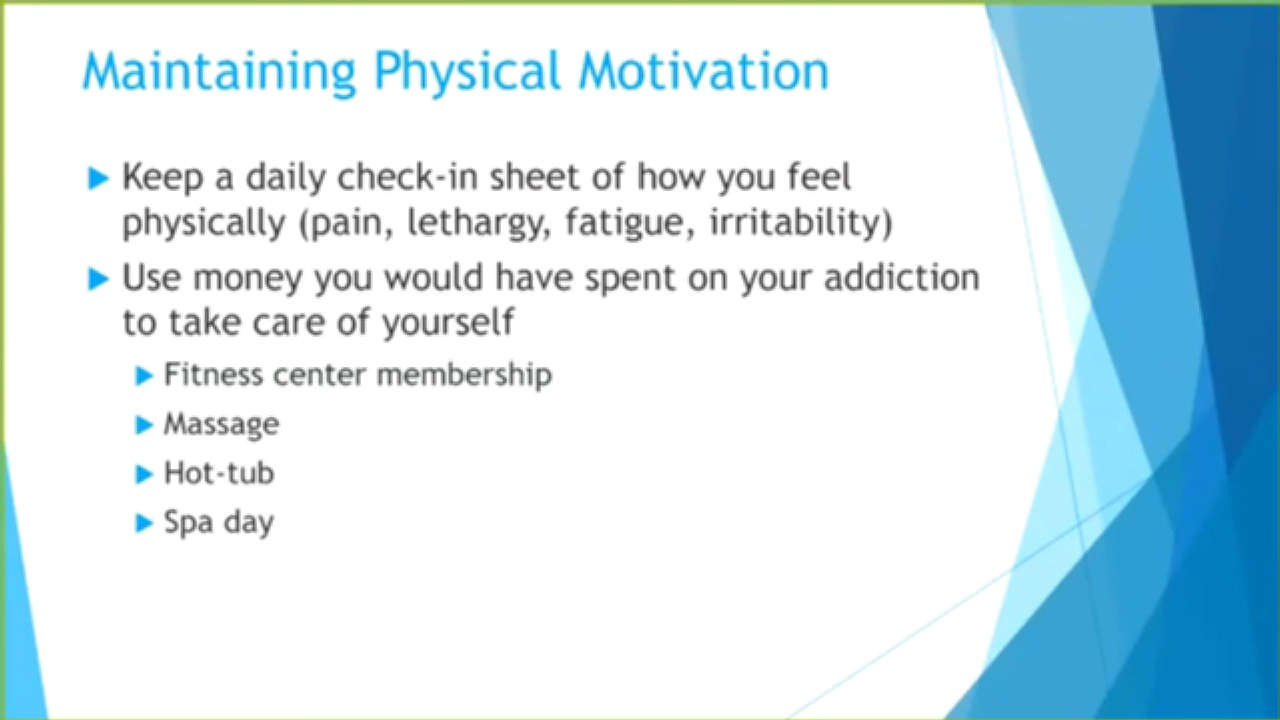 Maintaining Physical Motivation
Keep a daily check-in sheet of how you feel
physically (pain, lethargy, fatigue, irritability)
Use money you would have spent on your addiction
to take care of yourself
Fitness center membership
Massage
Hot-tub
Spa day